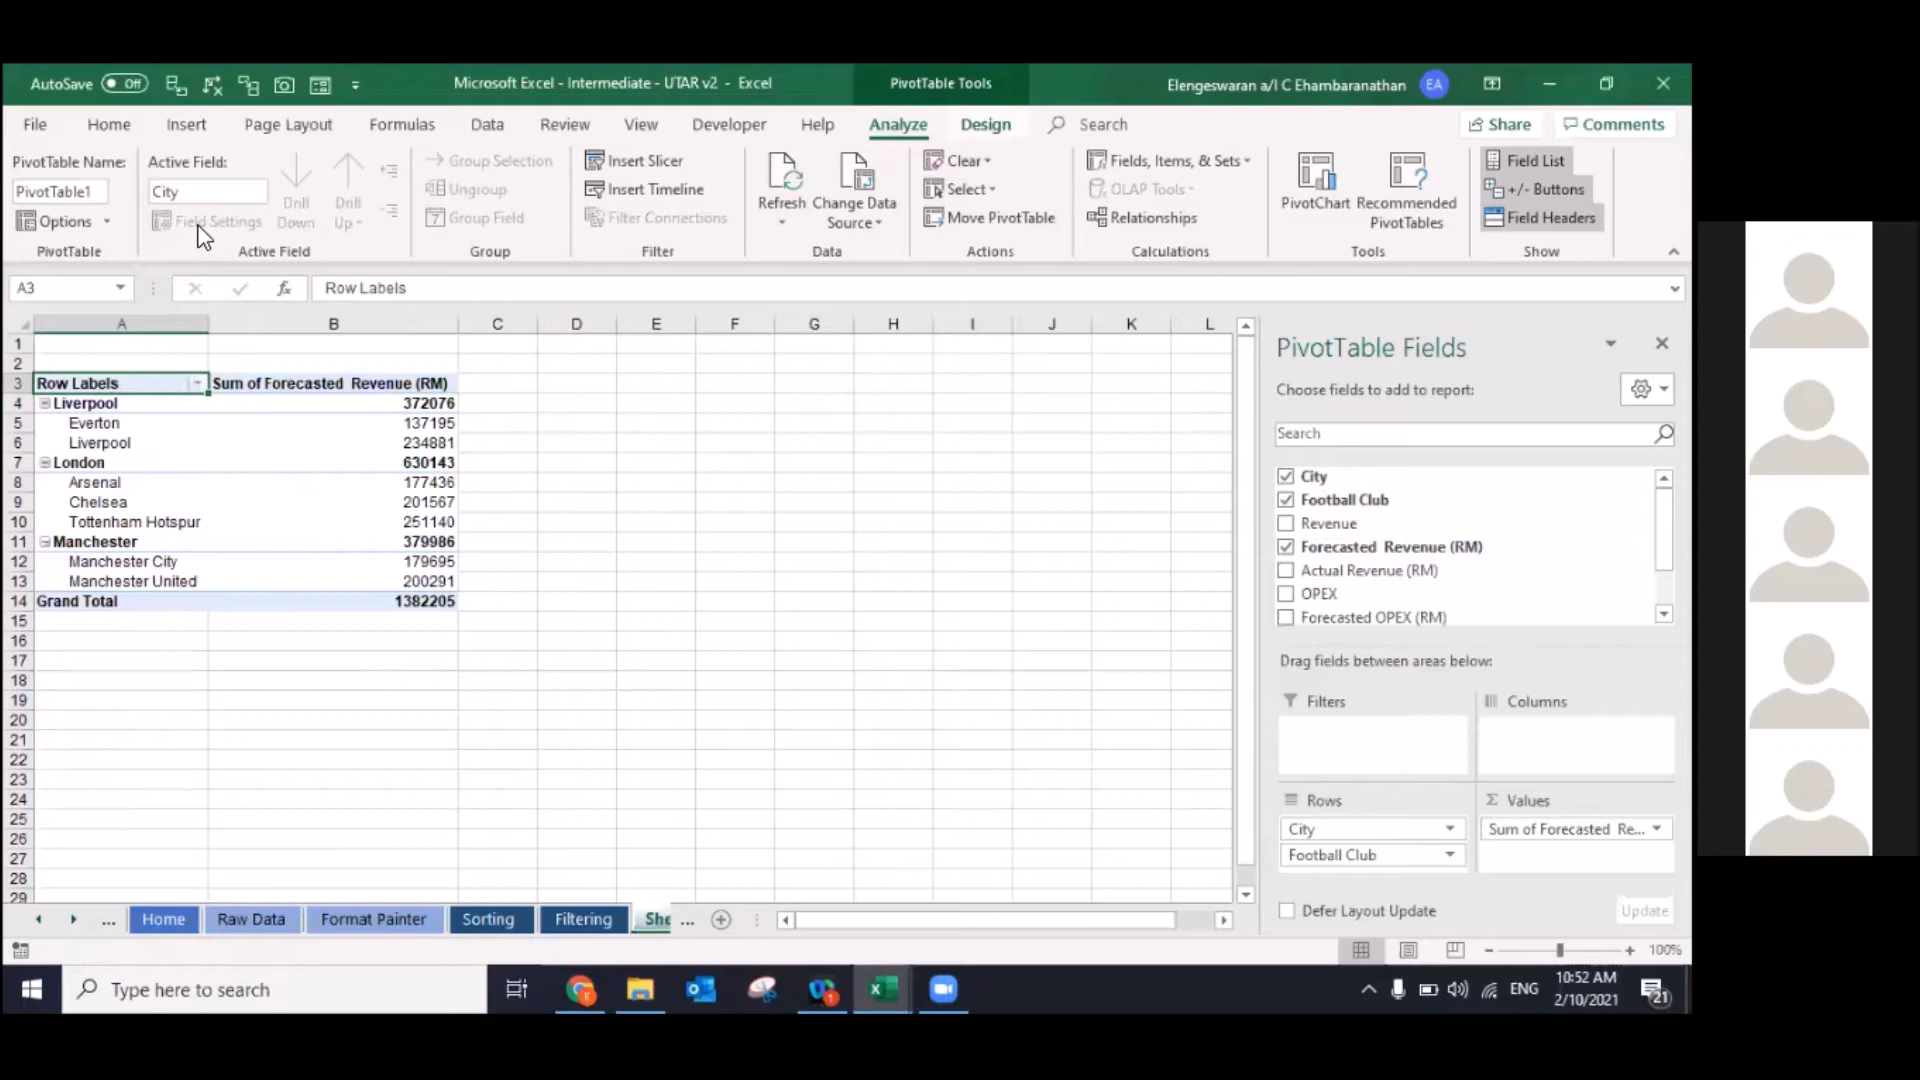 AutoSave Off Microsoft Excel - Intermediate - UTAR v2 - Excel PivotTable Tools Elengeswaran a/l C Ehambaranathan EA
File Home Insert Page Layout Formulas Data Review View Developer Help Analyze Design Search Share Comments
PivotTable Name:
PivotTable1
Options
PivotTable
Active Field:
City
Field Settings
Drill Down
Drill Up
Active Field
Group Selection
Ungroup
Group Field
Group
Insert Slicer
Insert Timeline
Filter Connections
Filter
Refresh
Change Data Source
Data
Clear
Select
Move PivotTable
Actions
Fields, Items, & Sets
OLAP Tools
Relationships
Calculations
PivotChart
Recommended PivotTables
Tools
Field List
+/- Buttons
Field Headers
Show
A3 fx Row Labels
A B C D E F G H I J K L
1
2
3 Row Labels Sum of Forecasted Revenue (RM)
4 Liverpool 372076
5 Everton 137195
6 Liverpool 234881
7 London 630143
8 Arsenal 177436
9 Chelsea 201567
10 Tottenham Hotspur 251140
11 Manchester 379986
12 Manchester City 179695
13 Manchester United 200291
14 Grand Total 1382205
15
16
17
18
19
20
21
22
23
24
25
26
27
28
29
PivotTable Fields
Choose fields to add to report:
Search
City
Football Club
Revenue
Forecasted Revenue (RM)
Actual Revenue (RM)
OPEX
Forecasted OPEX (RM)
Drag fields between areas below:
Filters Columns
Rows Σ Values
City Sum of Forecasted Re...
Football Club
Defer Layout Update Update
... Home Raw Data Format Painter Sorting Filtering She ...
100%
Type here to search
ENG
10:52 AM
2/10/2021
21